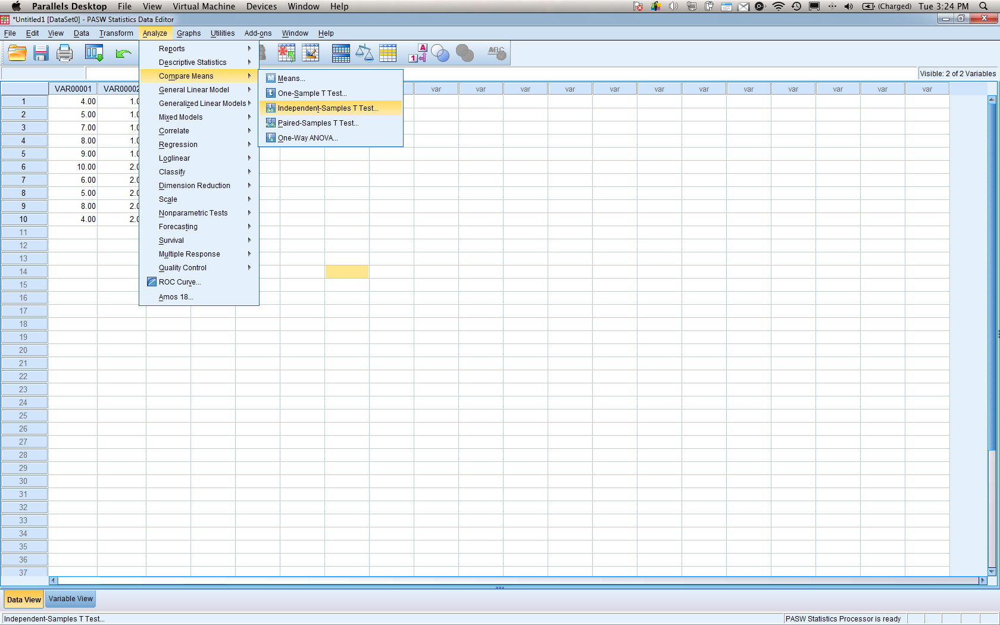 Parallels Desktop File View Virtual Machine Devices Window Help (Charged) Tue 3:24 PM
*Untitled1 [DataSet0] - PASW Statistics Data Editor
File Edit View Data Transform Analyze Graphs Utilities Add-ons Window Help
Visible: 2 of 2 Variables
Reports
Descriptive Statistics
Compare Means
General Linear Model
Generalized Linear Models
Mixed Models
Correlate
Regression
Loglinear
Classify
Dimension Reduction
Scale
Nonparametric Tests
Forecasting
Survival
Multiple Response
Quality Control
ROC Curve...
Amos 18...
Means...
One-Sample T Test...
Independent-Samples T Test...
Paired-Samples T Test...
One-Way ANOVA...
VAR00001 VAR00002 var var var var var var var var var var var var
1 4.00 1.0
2 5.00 1.0
3 7.00 1.0
4 8.00 1.0
5 9.00 1.0
6 10.00 2.0
7 6.00 2.0
8 5.00 2.0
9 8.00 2.0
10 4.00 2.0
11
12
13
14
15
16
17
18
19
20
21
22
23
24
25
26
27
28
29
30
31
32
33
34
35
36
37
Data View Variable View
Independent-Samples T Test... PASW Statistics Processor is ready